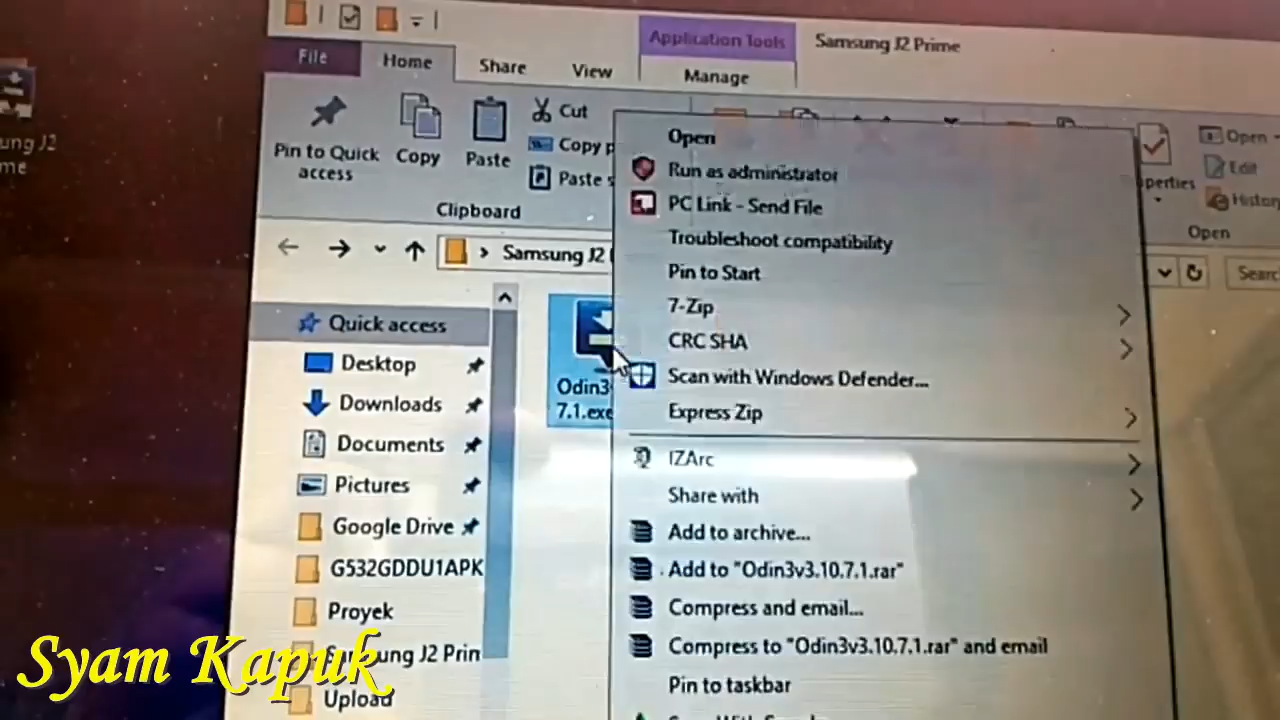 Application Tools
Samsung J2 Prime
File
Home
Share
View
Manage
Pin to Quick access
Copy
Paste
Cut
Copy p
Paste s
Clipboard
Open
Edit
History
Open
Samsung J2
Quick access
Desktop
Downloads
Documents
Pictures
Google Drive
G532GDDU1APK
Proyek
Samsung J2 Prin
Upload
Odin3
7.1.exe
Open
Run as administrator
PC Link - Send File
Troubleshoot compatibility
Pin to Start
7-Zip
CRC SHA
Scan with Windows Defender...
Express Zip
IZArc
Share with
Add to archive...
Add to "Odin3v3.10.7.1.rar"
Compress and email...
Compress to "Odin3v3.10.7.1.rar" and email
Pin to taskbar
Syam Kapuk